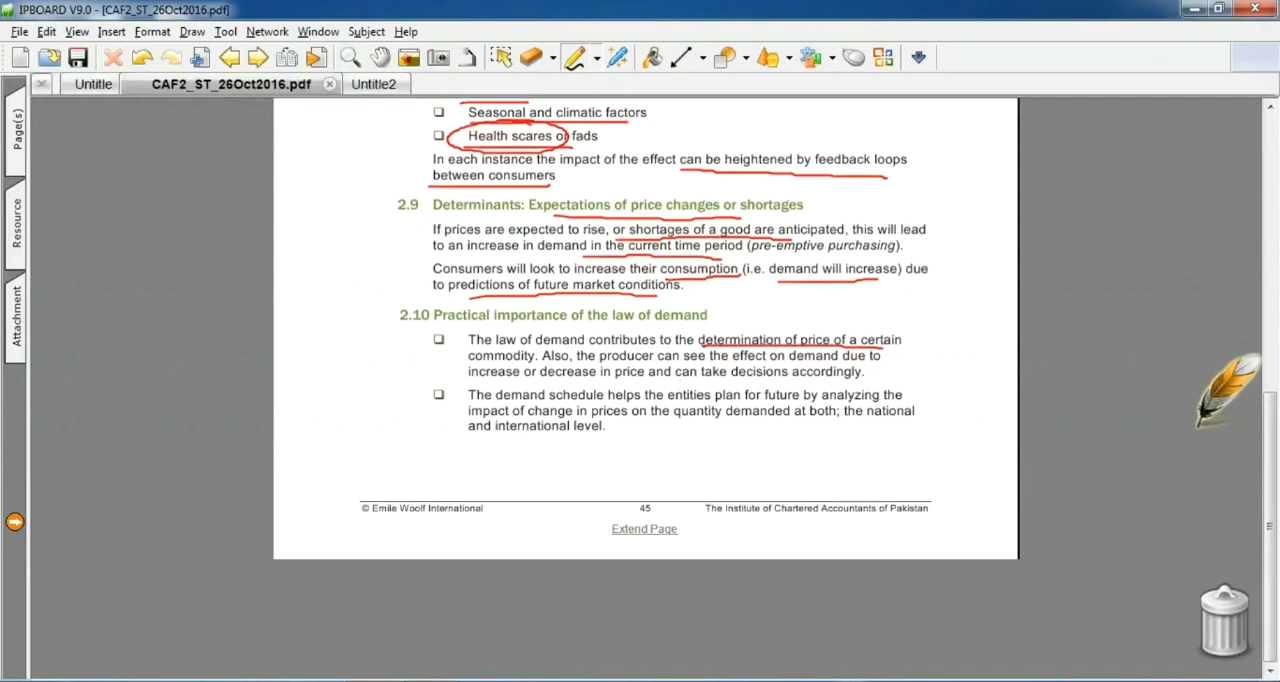 IPBOARD V9.0 - [CAF2_ST_26Oct2016.pdf]
File Edit View Insert Format Draw Tool Network Window Subject Help
Untitle CAF2_ST_26Oct2016.pdf Untitle2
Page(s)
Resource
Attachment
Seasonal and climatic factors
Health scares or fads
In each instance the impact of the effect can be heightened by feedback loops
between consumers
2.9 Determinants: Expectations of price changes or shortages
If prices are expected to rise, or shortages of a good are anticipated, this will lead
to an increase in demand in the current time period (pre-emptive purchasing).
Consumers will look to increase their consumption (i.e. demand will increase) due
to predictions of future market conditions.
2.10 Practical importance of the law of demand
The law of demand contributes to the determination of price of a certain
commodity. Also, the producer can see the effect on demand due to
increase or decrease in price and can take decisions accordingly.
The demand schedule helps the entities plan for future by analyzing the
impact of change in prices on the quantity demanded at both; the national
and international level.
© Emile Woolf International 45 The Institute of Chartered Accountants of Pakistan
Extend Page